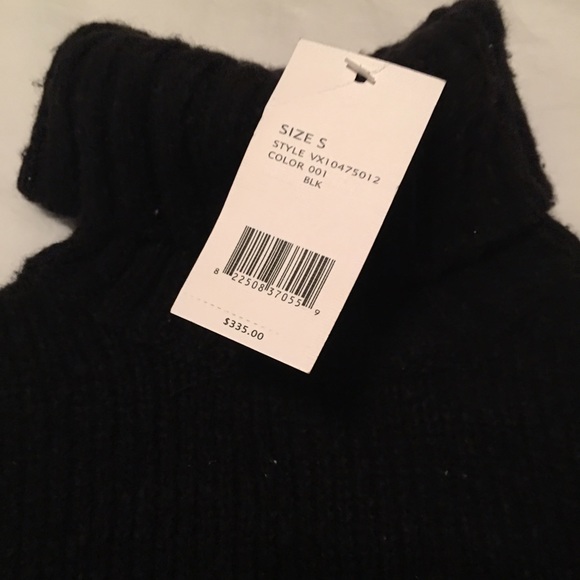 SIZE S
STYLE VX10475012
COLOR 001
BLK
8 22508 37055 9
$335.00